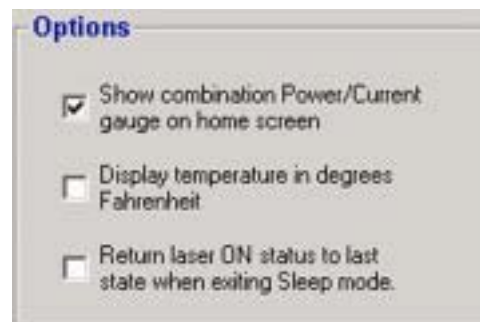 Options
Show combination Power/Current
gauge on home screen
Display temperature in degrees
Fahrenheit
Return laser ON status to last
state when exiting Sleep mode.